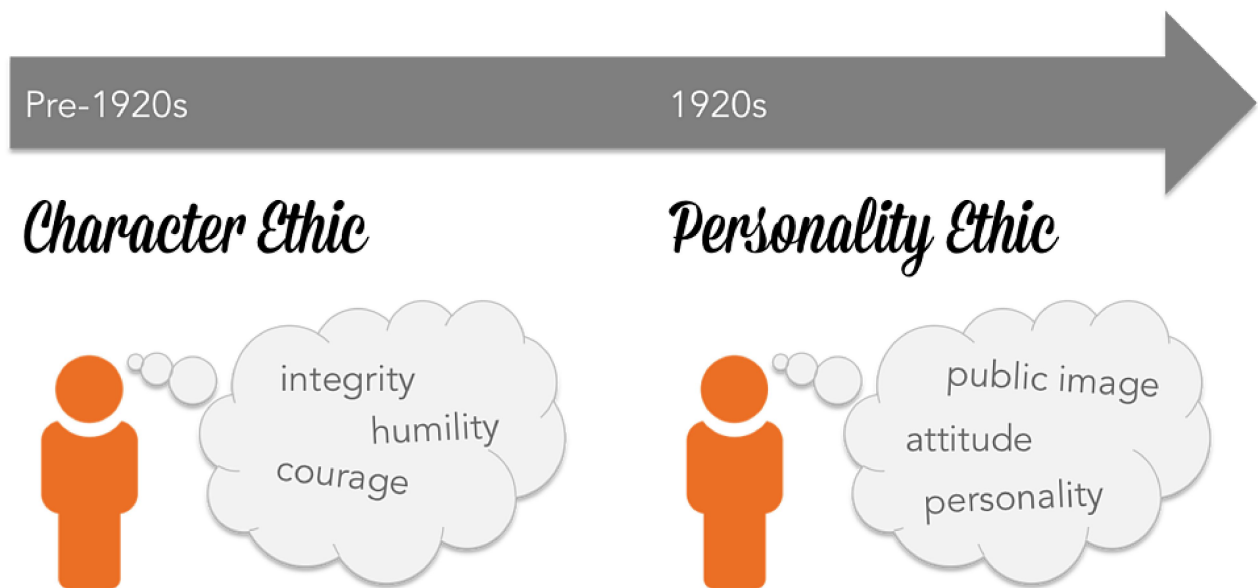 Pre-1920s
1920s
Character Ethic
Personality Ethic
integrity
humility
courage
public image
attitude
personality